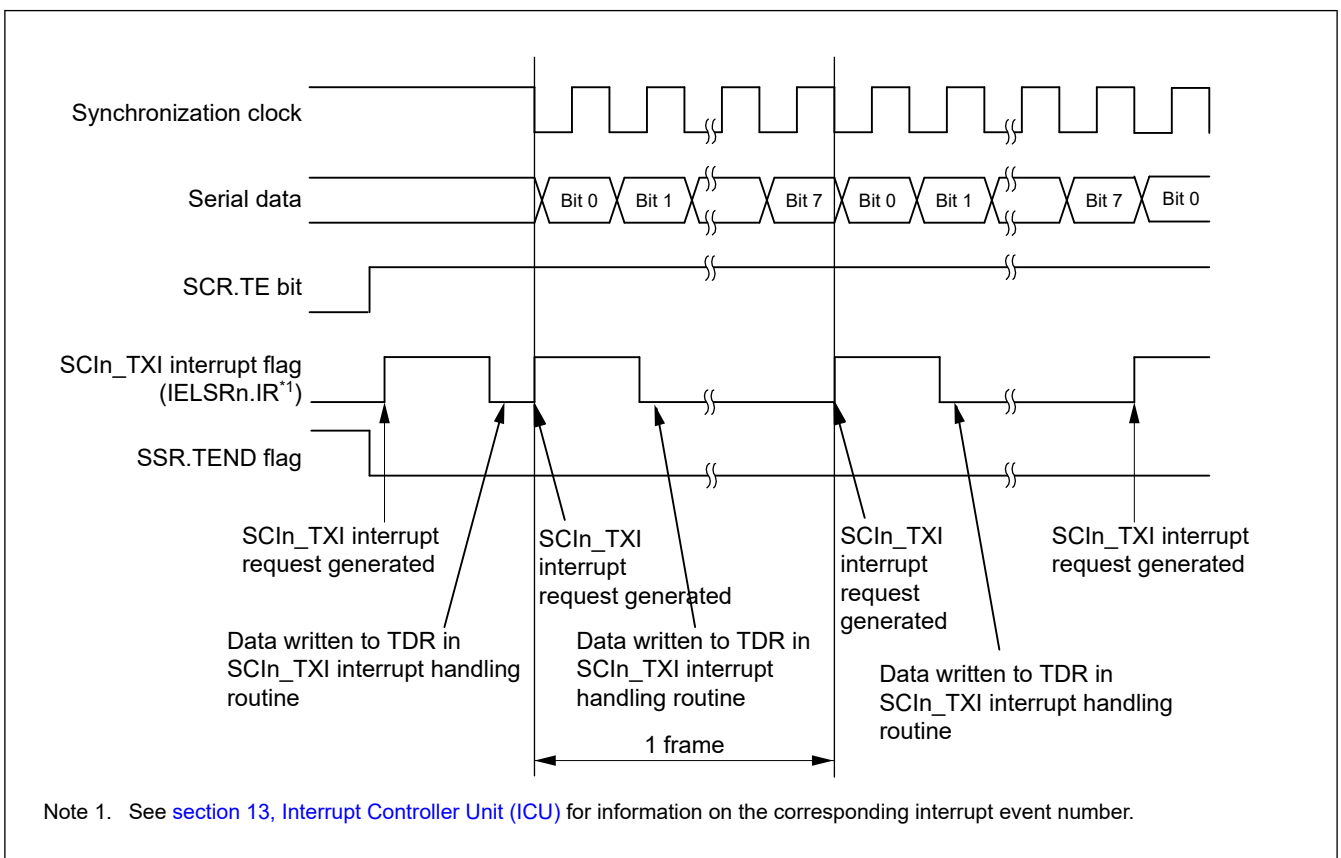 Synchronization clock
Serial data
Bit 0 Bit 1 Bit 7 Bit 0 Bit 1 Bit 7 Bit 0
SCR.TE bit
SCIn_TXI interrupt flag
(IELSRn.IR*1)
SSR.TEND flag
SCIn_TXI interrupt
request generated
SCIn_TXI
interrupt
request generated
SCIn_TXI
interrupt
request
generated
SCIn_TXI interrupt
request generated
Data written to TDR in
SCIn_TXI interrupt handling
routine
Data written to TDR in
SCIn_TXI interrupt
handling routine
Data written to TDR in
SCIn_TXI interrupt handling
routine
1 frame
Note 1. See section 13, Interrupt Controller Unit (ICU) for information on the corresponding interrupt event number.